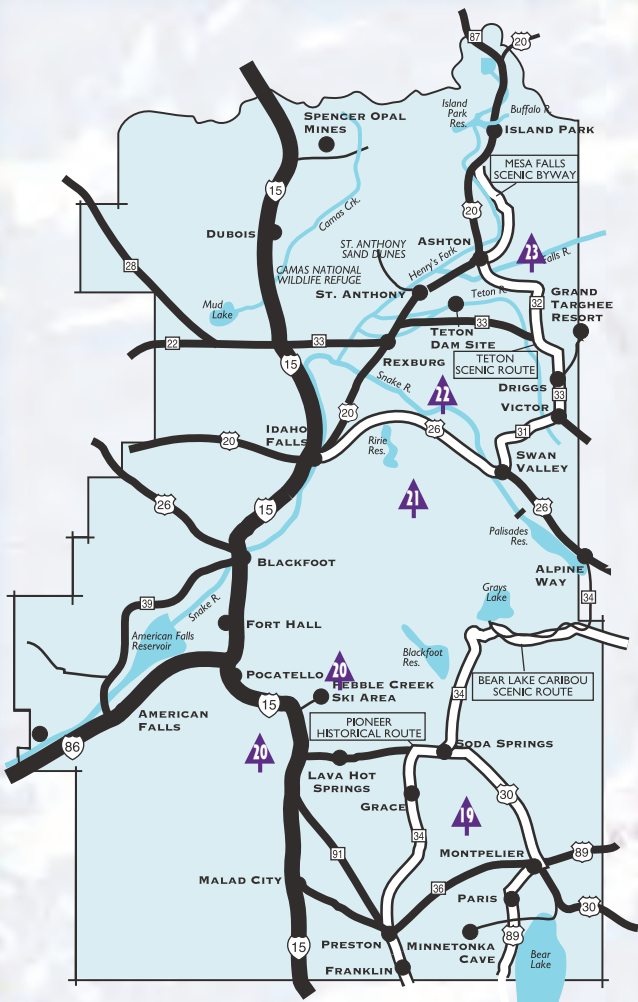 87
20
Island
Park
Res.
Buffalo R.
SPENCER OPAL
MINES
ISLAND PARK
MESA FALLS
SCENIC BYWAY
15
28
Camas Crk.
20
DUBOIS
ST. ANTHONY
SAND DUNES
ASHTON
23
Henry's Fork
Falls R.
CAMAS NATIONAL
WILDLIFE REFUGE
ST. ANTHONY
Teton R.
32
GRAND
TARGHEE
RESORT
Mud
Lake
TETON
DAM SITE
33
22
33
REXBURG
TETON
SCENIC ROUTE
15
Snake R.
DRIGGS
33
22
VICTOR
20
IDAHO
FALLS
20
26
31
Ririe
Res.
SWAN
VALLEY
26
15
21
26
Palisades
Res.
BLACKFOOT
ALPINE
WAY
39
Snake R.
Grays
Lake
34
FORT HALL
American Falls
Reservoir
Blackfoot
Res.
POCATELLO
20
PEBBLE CREEK
SKI AREA
BEAR LAKE CARIBOU
SCENIC ROUTE
15
34
AMERICAN
FALLS
PIONEER
HISTORICAL ROUTE
86
20
SODA SPRINGS
LAVA HOT
SPRINGS
30
GRACE
19
34
91
MONTPELIER
89
MALAD CITY
36
PARIS
30
15
PRESTON
MINNETONKA
CAVE
89
Bear
Lake
FRANKLIN